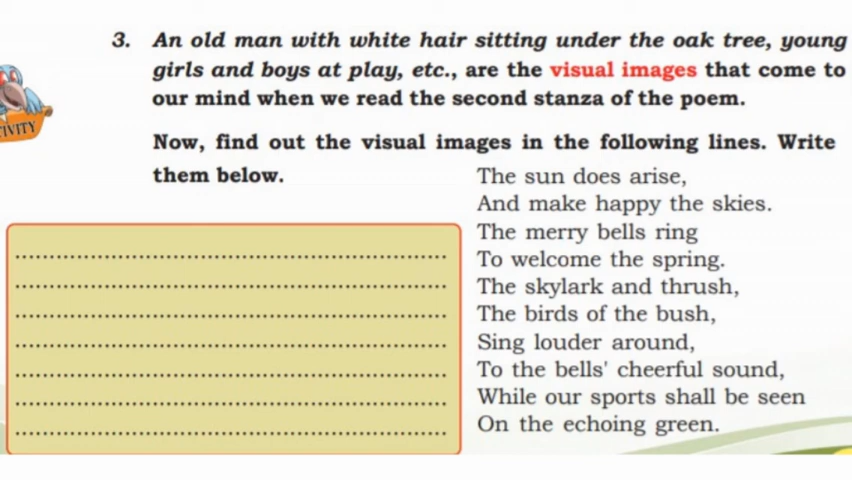 3. An old man with white hair sitting under the oak tree, young
girls and boys at play, etc., are the visual images that come to
our mind when we read the second stanza of the poem.
Now, find out the visual images in the following lines. Write
them below.
The sun does arise,
And make happy the skies.
The merry bells ring
To welcome the spring.
The skylark and thrush,
The birds of the bush,
Sing louder around,
To the bells' cheerful sound,
While our sports shall be seen
On the echoing green.